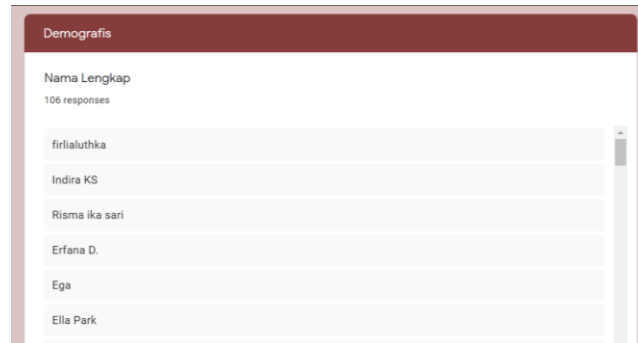 Demografis
Nama Lengkap
106 responses
firlialuthka
Indira KS
Risma ika sari
Erfana D.
Ega
Ella Park